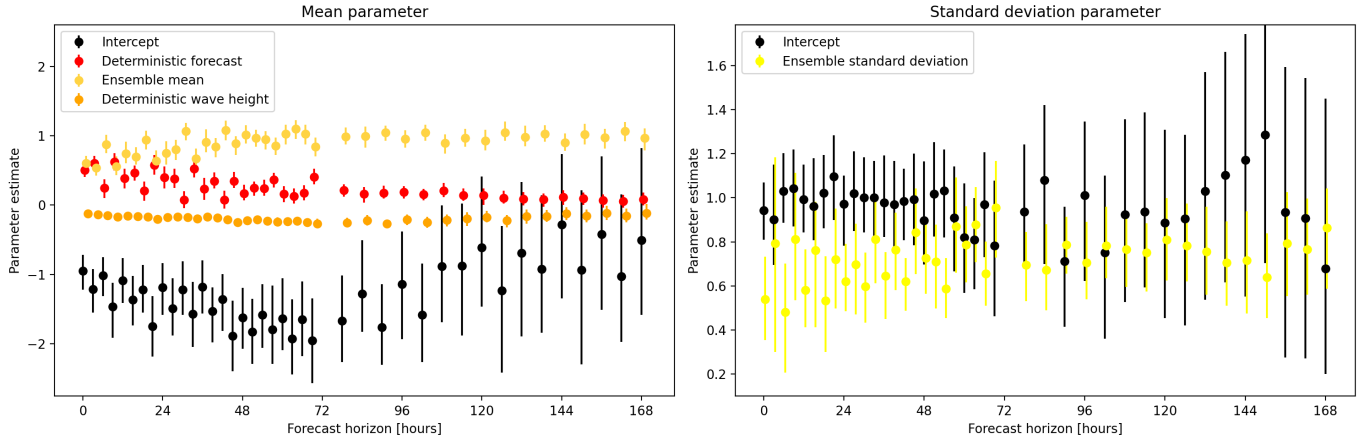 Mean parameter
Intercept
Deterministic forecast
Ensemble mean
Deterministic wave height
2
1
0
−1
−2
Parameter estimate
0 24 48 72 96 120 144 168
Forecast horizon [hours]
Standard deviation parameter
Intercept
Ensemble standard deviation
1.6
1.4
1.2
1.0
0.8
0.6
0.4
0.2
Parameter estimate
0 24 48 72 96 120 144 168
Forecast horizon [hours]